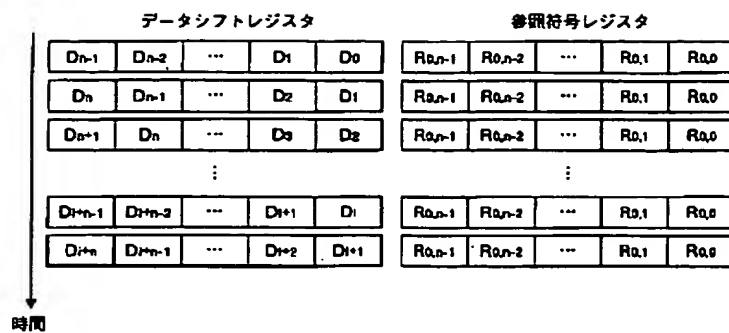 データシフトレジスタ 参照符号レジスタ
Dn-1 Dn-2 … D1 D0 R0,n-1 R0,n-2 … R0,1 R0,0
Dn Dn-1 … D2 D1 R0,n-1 R0,n-2 … R0,1 R0,0
Dn+1 Dn … D3 D2 R0,n-1 R0,n-2 … R0,1 R0,0
⋮ ⋮
Di+n-1 Di+n-2 … Di+1 Di R0,n-1 R0,n-2 … R0,1 R0,0
Di+n Di+n-1 … Di+2 Di+1 R0,n-1 R0,n-2 … R0,1 R0,0
時間